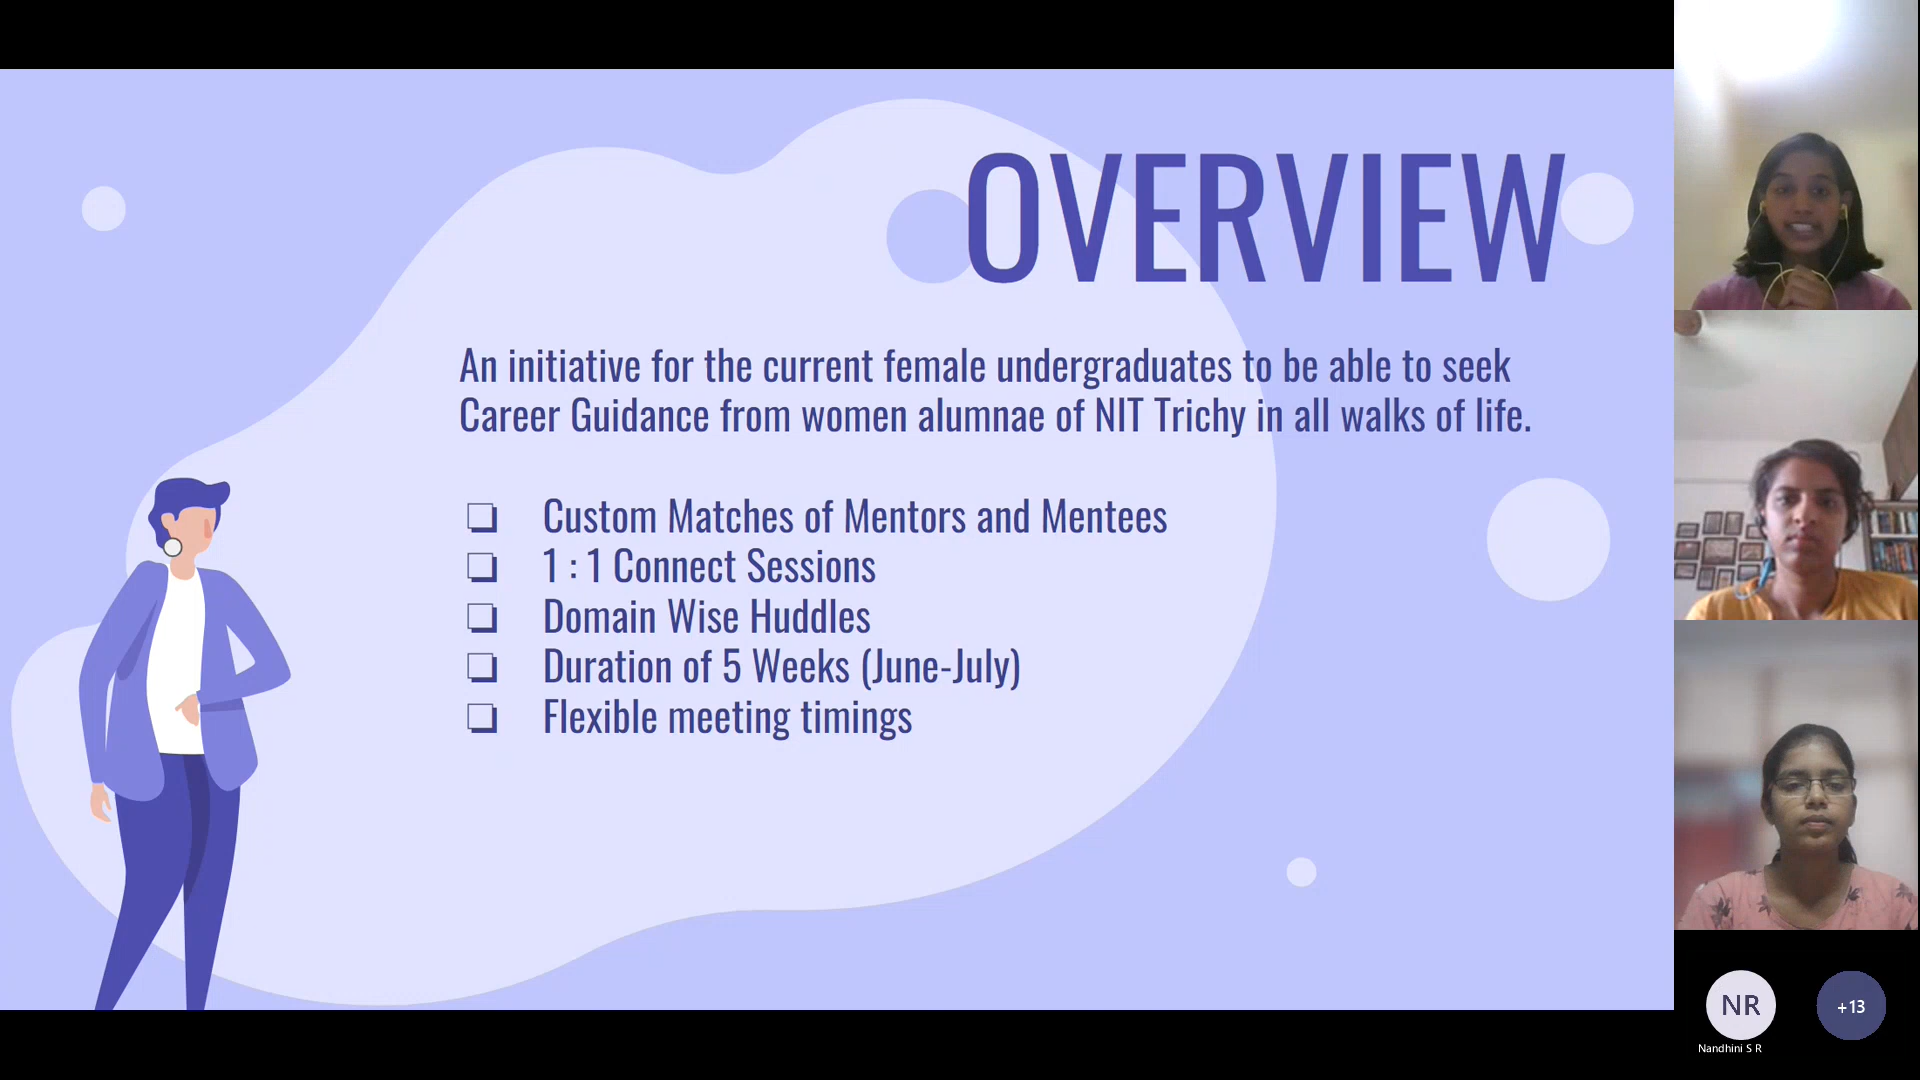 OVERVIEW
An initiative for the current female undergraduates to be able to seek
Career Guidance from women alumnae of NIT Trichy in all walks of life.
❏ Custom Matches of Mentors and Mentees
❏ 1 : 1 Connect Sessions
❏ Domain Wise Huddles
❏ Duration of 5 Weeks (June-July)
❏ Flexible meeting timings
NR
+13
Nandhini S R